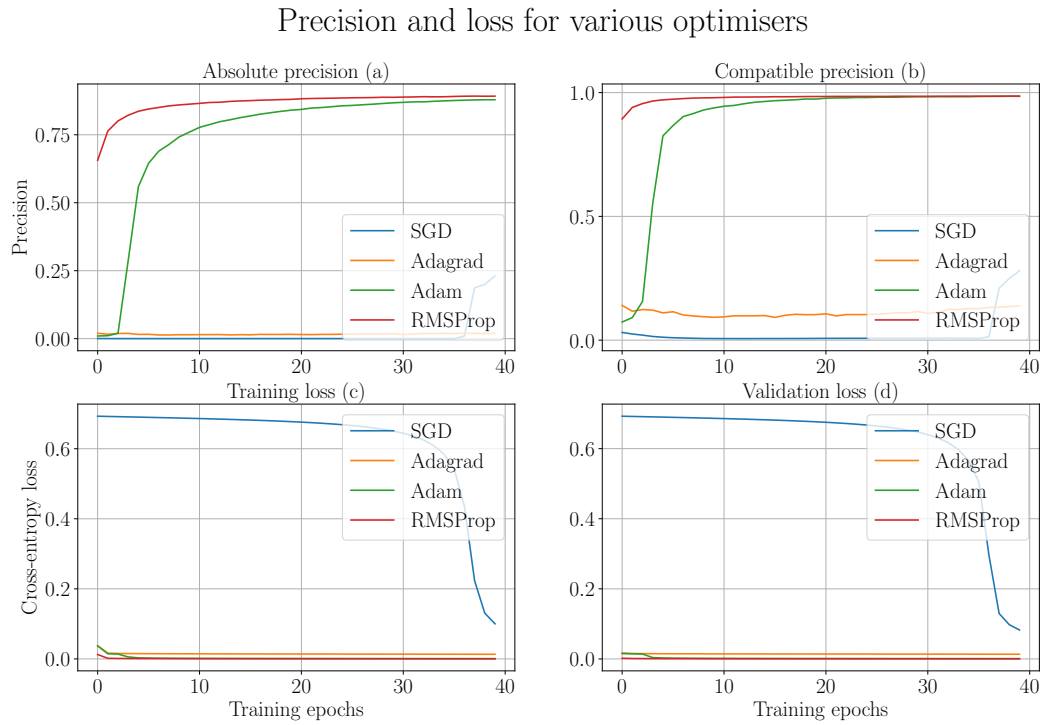 Precision and loss for various optimisers
Absolute precision (a)
Precision
0.75
0.50
0.25
0.00
0 10 20 30 40
SGD
Adagrad
Adam
RMSProp
Compatible precision (b)
1.0
0.5
0.0
0 10 20 30 40
SGD
Adagrad
Adam
RMSProp
Training loss (c)
Cross-entropy loss
0.6
0.4
0.2
0.0
0 10 20 30 40
Training epochs
SGD
Adagrad
Adam
RMSProp
Validation loss (d)
0.6
0.4
0.2
0.0
0 10 20 30 40
Training epochs
SGD
Adagrad
Adam
RMSProp